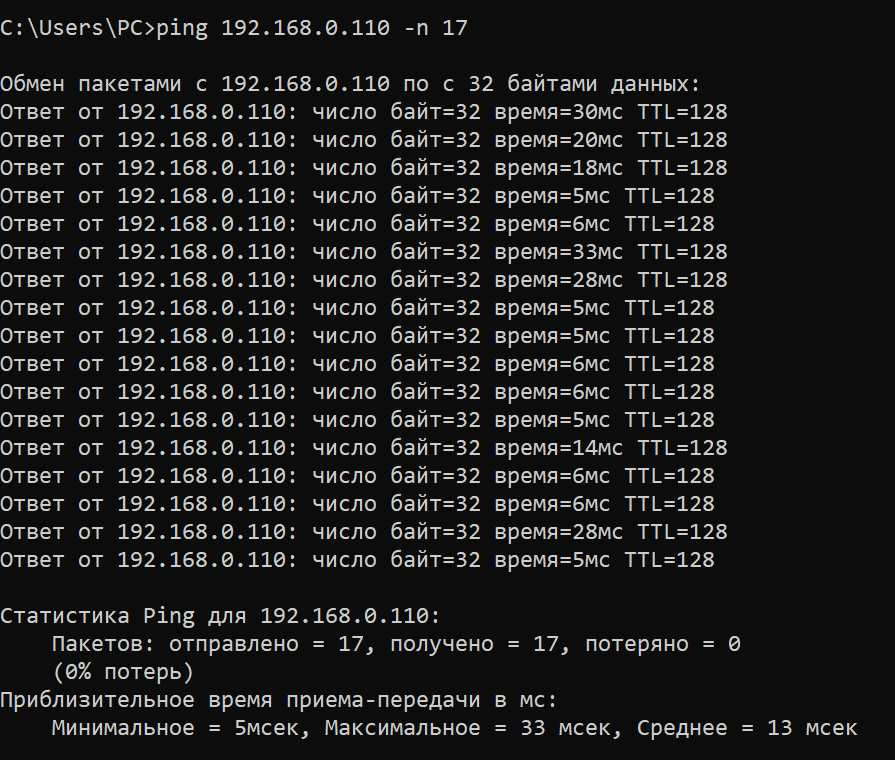 C:\Users\PC>ping 192.168.0.110 -n 17
Обмен пакетами с 192.168.0.110 по с 32 байтами данных:
Ответ от 192.168.0.110: число байт=32 время=30мс TTL=128
Ответ от 192.168.0.110: число байт=32 время=20мс TTL=128
Ответ от 192.168.0.110: число байт=32 время=18мс TTL=128
Ответ от 192.168.0.110: число байт=32 время=5мс TTL=128
Ответ от 192.168.0.110: число байт=32 время=6мс TTL=128
Ответ от 192.168.0.110: число байт=32 время=33мс TTL=128
Ответ от 192.168.0.110: число байт=32 время=28мс TTL=128
Ответ от 192.168.0.110: число байт=32 время=5мс TTL=128
Ответ от 192.168.0.110: число байт=32 время=5мс TTL=128
Ответ от 192.168.0.110: число байт=32 время=6мс TTL=128
Ответ от 192.168.0.110: число байт=32 время=6мс TTL=128
Ответ от 192.168.0.110: число байт=32 время=5мс TTL=128
Ответ от 192.168.0.110: число байт=32 время=14мс TTL=128
Ответ от 192.168.0.110: число байт=32 время=6мс TTL=128
Ответ от 192.168.0.110: число байт=32 время=6мс TTL=128
Ответ от 192.168.0.110: число байт=32 время=28мс TTL=128
Ответ от 192.168.0.110: число байт=32 время=5мс TTL=128
Статистика Ping для 192.168.0.110:
Пакетов: отправлено = 17, получено = 17, потеряно = 0
(0% потерь)
Приблизительное время приема-передачи в мс:
Минимальное = 5мсек, Максимальное = 33 мсек, Среднее = 13 мсек